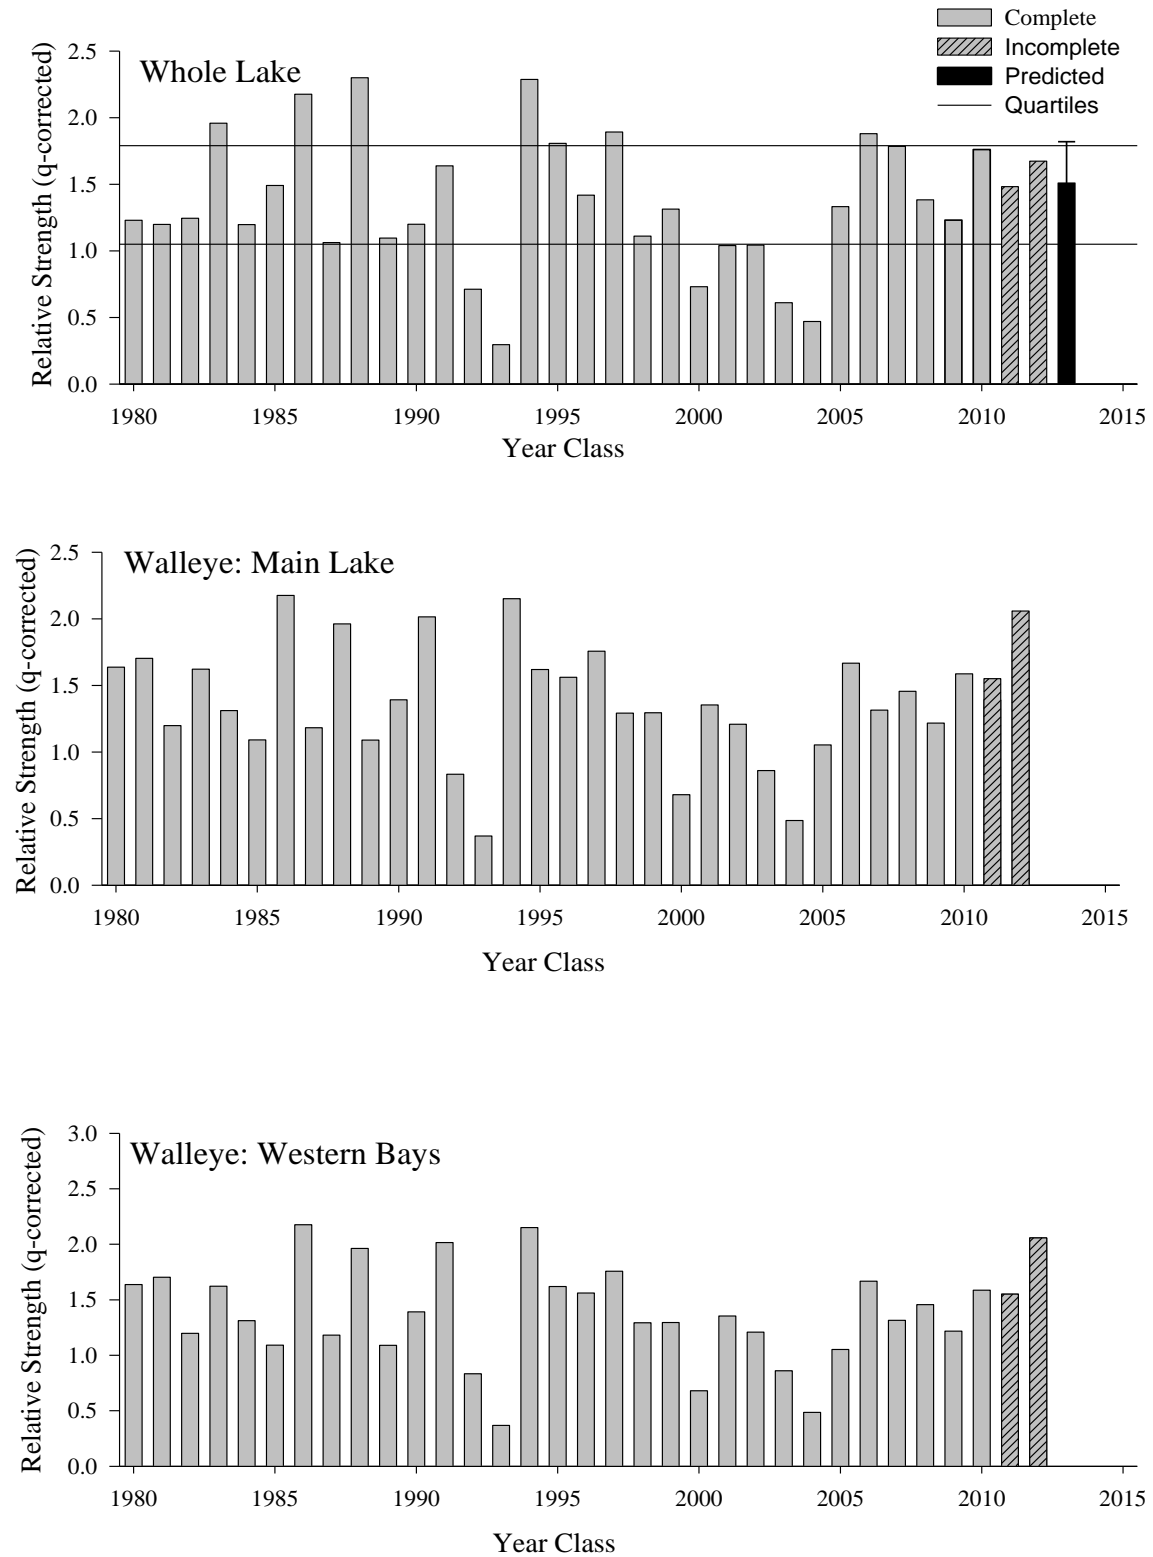 Complete
Incomplete
Predicted
Quartiles
Whole Lake
Relative Strength (q-corrected)
2.5
2.0
1.5
1.0
0.5
0.0
1980 1985 1990 1995 2000 2005 2010 2015
Year Class
Walleye: Main Lake
Relative Strength (q-corrected)
2.5
2.0
1.5
1.0
0.5
0.0
1980 1985 1990 1995 2000 2005 2010 2015
Year Class
Walleye: Western Bays
Relative Strength (q-corrected)
3.0
2.5
2.0
1.5
1.0
0.5
0.0
1980 1985 1990 1995 2000 2005 2010 2015
Year Class